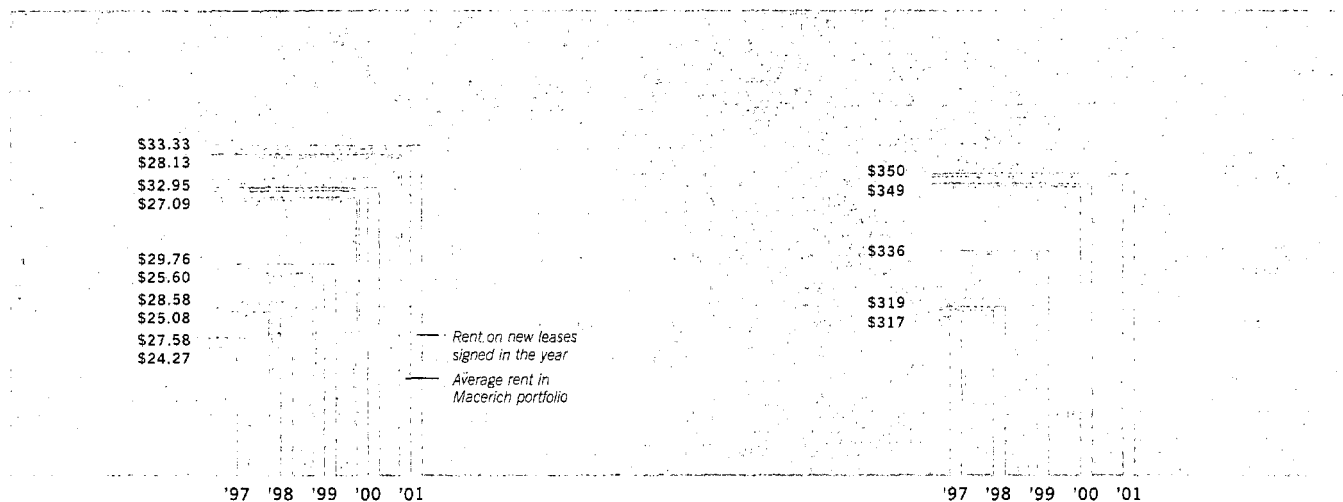 $33.33
$28.13
$32.95
$27.09
$29.76
$25.60
$28.58
$25.08
$27.58
$24.27
Rent on new leases
signed in the year
Average rent in
Macerich portfolio
'97 '98 '99 '00 '01
$350
$349
$336
$319
$317
'97 '98 '99 '00 '01